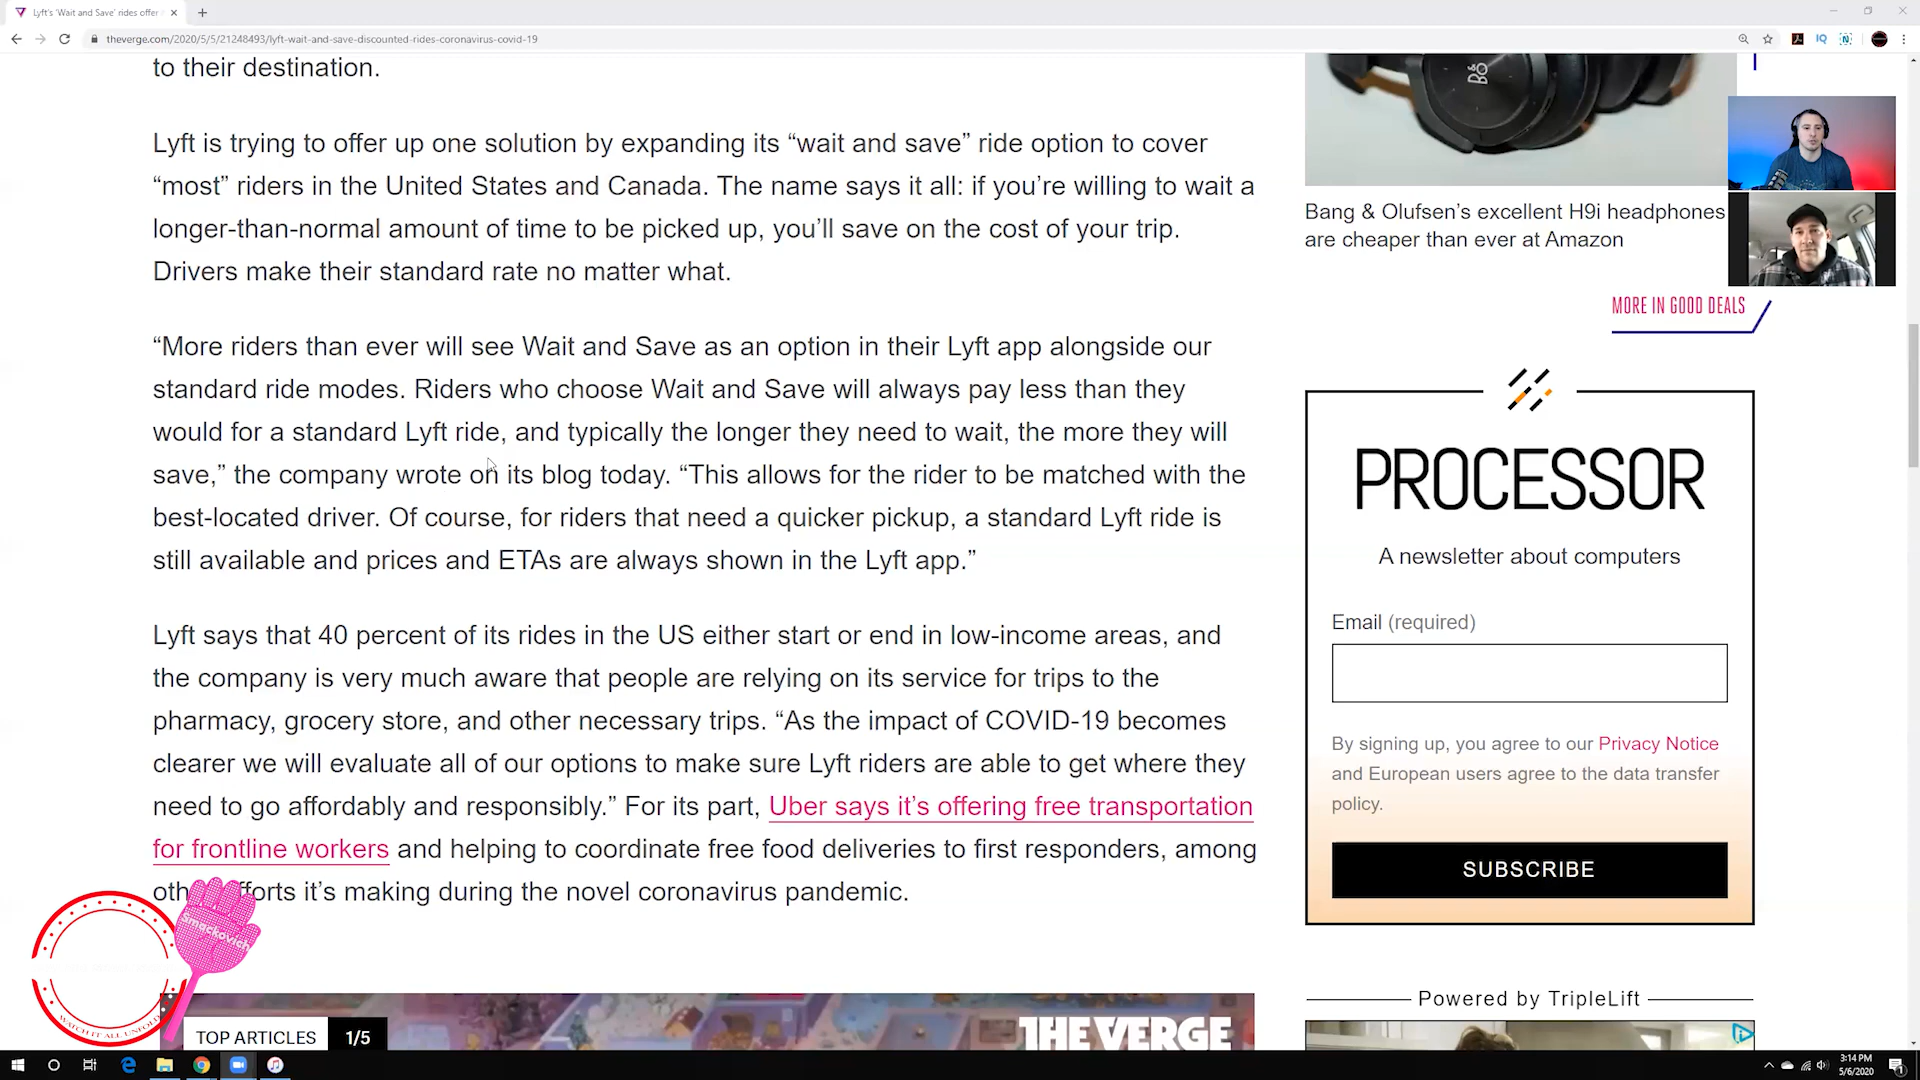 Lyft's 'Wait and Save' rides offer
theverge.com/2020/5/5/21248493/lyft-wait-and-save-discounted-rides-coronavirus-covid-19
to their destination.
Lyft is trying to offer up one solution by expanding its “wait and save” ride option to cover
“most” riders in the United States and Canada. The name says it all: if you’re willing to wait a
longer-than-normal amount of time to be picked up, you’ll save on the cost of your trip.
Drivers make their standard rate no matter what.
“More riders than ever will see Wait and Save as an option in their Lyft app alongside our
standard ride modes. Riders who choose Wait and Save will always pay less than they
would for a standard Lyft ride, and typically the longer they need to wait, the more they will
save,” the company wrote on its blog today. “This allows for the rider to be matched with the
best-located driver. Of course, for riders that need a quicker pickup, a standard Lyft ride is
still available and prices and ETAs are always shown in the Lyft app.”
Lyft says that 40 percent of its rides in the US either start or end in low-income areas, and
the company is very much aware that people are relying on its service for trips to the
pharmacy, grocery store, and other necessary trips. “As the impact of COVID-19 becomes
clearer we will evaluate all of our options to make sure Lyft riders are able to get where they
need to go affordably and responsibly.” For its part, Uber says it’s offering free transportation
for frontline workers and helping to coordinate free food deliveries to first responders, among
oth forts it’s making during the novel coronavirus pandemic.
Smackovich
WATCH IT ALL UNFOLD
TOP ARTICLES 1/5
THE VERGE
B&O
Bang & Olufsen’s excellent H9i headphones
are cheaper than ever at Amazon
MORE IN GOOD DEALS
PROCESSOR
A newsletter about computers
Email (required)
By signing up, you agree to our Privacy Notice
and European users agree to the data transfer
policy.
SUBSCRIBE
Powered by TripleLift
IQ
N
3:14 PM
5/6/2020
1